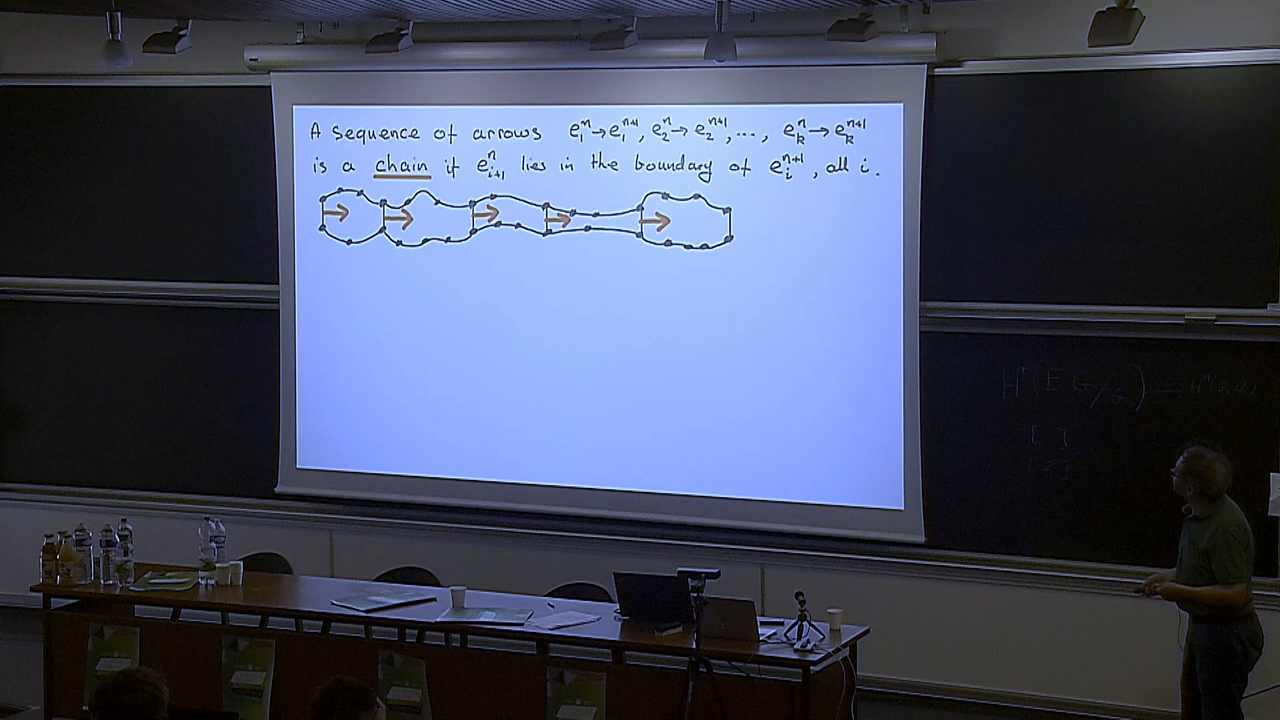 A sequence of arrows e₁ⁿ→e₁ⁿ⁺¹, e₂ⁿ→e₂ⁿ⁺¹, ..., eₖⁿ→eₖⁿ⁺¹
is a chain if eᵢ₊₁ⁿ lies in the boundary of eᵢⁿ⁺¹, all i.